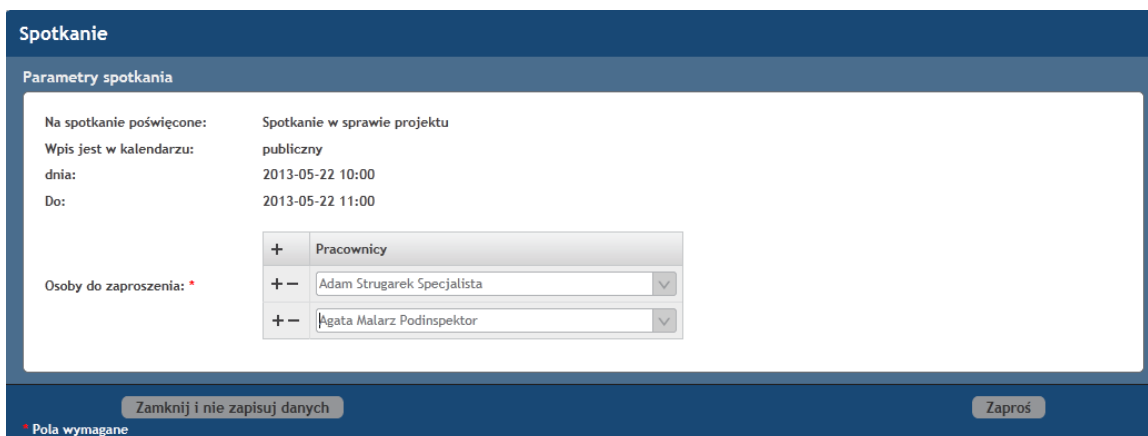 Spotkanie
Parametry spotkania
Na spotkanie poświęcone: Spotkanie w sprawie projektu
Wpis jest w kalendarzu: publiczny
dnia: 2013-05-22 10:00
Do: 2013-05-22 11:00
+ Pracownicy
Osoby do zaproszenia: *
+ − Adam Strugarek Specjalista
+ − Agata Malarz Podinspektor
Zamknij i nie zapisuj danych Zaproś
* Pola wymagane